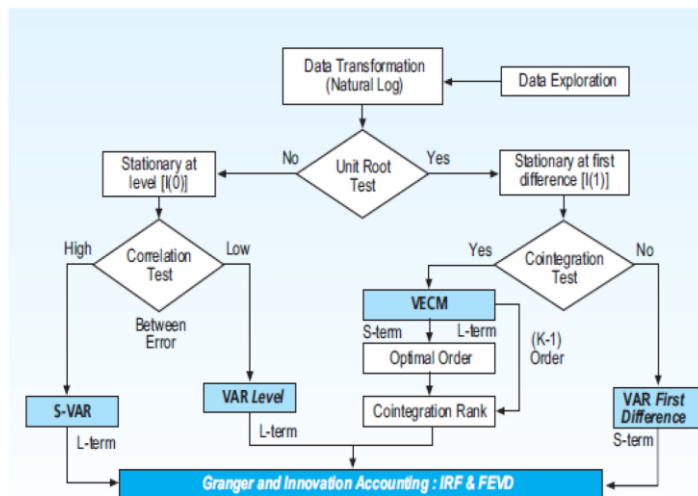 Data Transformation
(Natural Log)
Data Exploration
No
Unit Root
Test
Yes
Stationary at
level [I(0)]
Stationary at first
difference [I(1)]
High
Correlation
Test
Low
Between
Error
Yes
Cointegration
Test
No
VECM
S-term
L-term
(K-1)
Order
Optimal Order
Cointegration Rank
S-VAR
L-term
VAR Level
L-term
VAR First
Difference
S-term
Granger and Innovation Accounting : IRF & FEVD